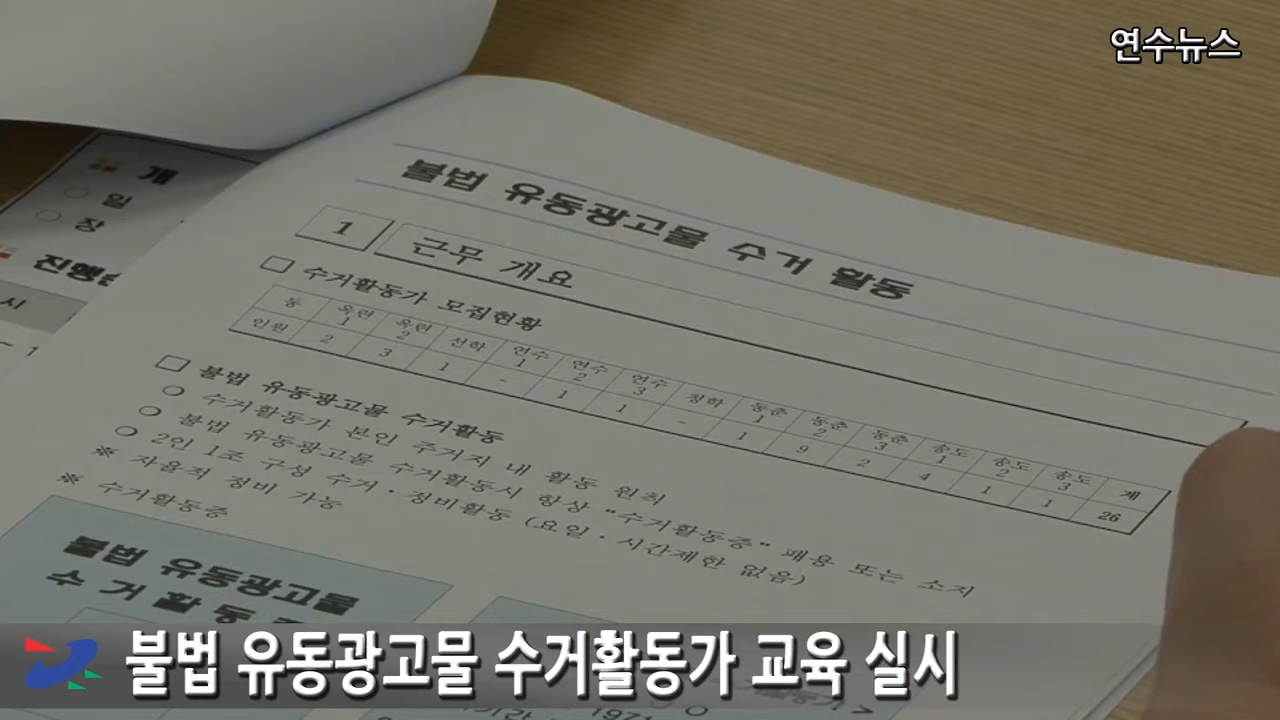 연수뉴스
불법 유동광고물 수거 활동
1 근무 개요
□ 수거활동가 모집현황
동 옥련1 옥련2 선학 연수1 연수2 연수3 청학 동춘1 동춘2 동춘3 송도1 송도2 송도3 계
인원 2 3 1 - 1 1 - 1 9 2 4 1 1 26
□ 불법 유동광고물 수거활동
○ 수거활동가 본인 주거지 내 활동 원칙
○ 불법 유동광고물 수거활동시 항상 "수거활동증" 패용 또는 소지
○ 2인 1조 구성 수거·정비활동 (요일·시간제한 없음)
※ 자율적 정비 가능
※ 수거활동증
불법 유동광고물
수거활동
개
○ 일
○ 장
진행
시
불법 유동광고물 수거활동가 교육 실시
1971